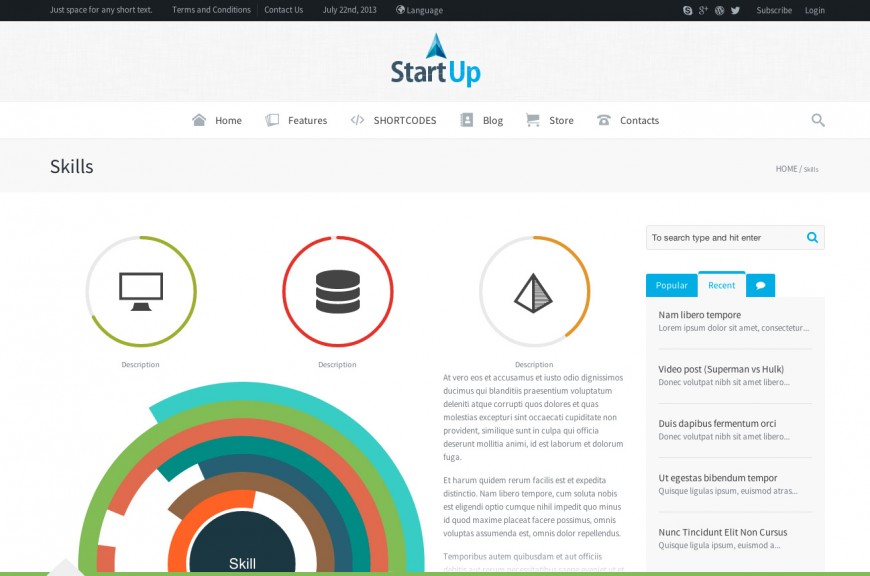 Just space for any short text. Terms and Conditions Contact Us July 22nd, 2013 Language Subscribe Login
StartUp
Home Features SHORTCODES Blog Store Contacts
Skills
HOME / Skills
To search type and hit enter
Popular Recent
Description Description Description
At vero eos et accusamus et iusto odio dignissimos
ducimus qui blanditiis praesentium voluptatum
deleniti atque corrupti quos dolores et quas
molestias excepturi sint occaecati cupiditate non
provident, similique sunt in culpa qui officia
deserunt mollitia animi, id est laborum et dolorum
fuga.
Et harum quidem rerum facilis est et expedita
distinctio. Nam libero tempore, cum soluta nobis
est eligendi optio cumque nihil impedit quo minus
id quod maxime placeat facere possimus, omnis
voluptas assumenda est, omnis dolor repellendus.
Temporibus autem quibusdam et aut officiis
Skill
Nam libero tempore
Lorem ipsum dolor sit amet, consectetur...
Video post (Superman vs Hulk)
Donec volutpat nibh sit amet libero...
Duis dapibus fermentum orci
Donec volutpat nibh sit amet libero...
Ut egestas bibendum tempor
Quisque ligulas ipsum, euismod atras...
Nunc Tincidunt Elit Non Cursus
Quisque ligula ipsum, euismod a...